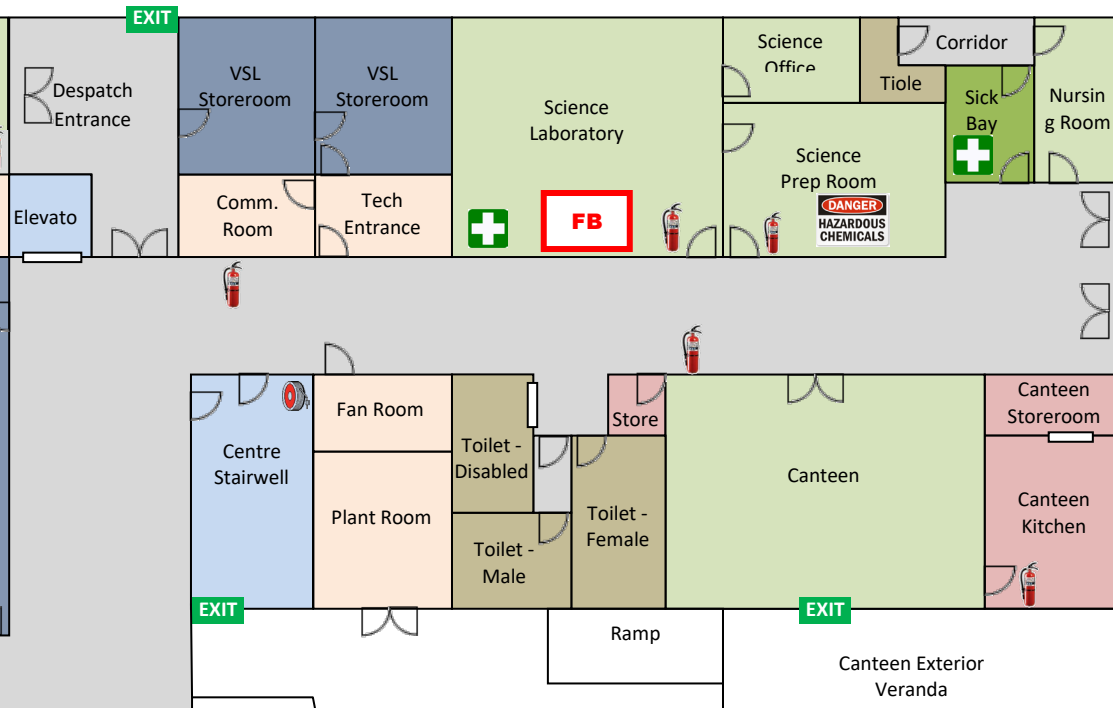 EXIT
Despatch
Entrance
VSL
Storeroom
VSL
Storeroom
Science
Laboratory
Science
Office
Tiole
Corridor
Sick
Bay
Nursin
g Room
Science
Prep Room
DANGER
HAZARDOUS
CHEMICALS
Elevato
Comm.
Room
Tech
Entrance
FB
Fan Room
Store
Canteen
Storeroom
Centre
Stairwell
Toilet -
Disabled
Canteen
Plant Room
Toilet -
Female
Canteen
Kitchen
Toilet -
Male
EXIT
EXIT
Ramp
Canteen Exterior
Veranda